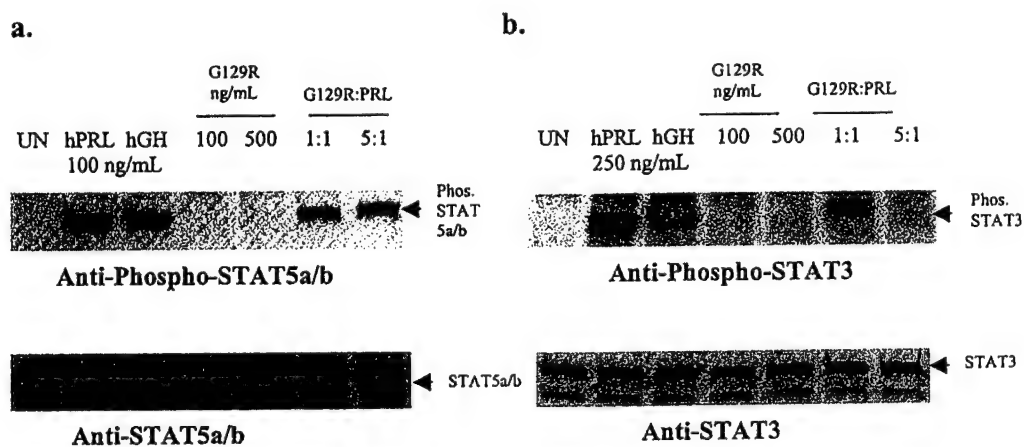 a.
G129R
ng/mL
G129R:PRL
UN hPRL hGH 100 500 1:1 5:1
100 ng/mL
Phos.
STAT
5a/b
Anti-Phospho-STAT5a/b
STAT5a/b
Anti-STAT5a/b
b.
G129R
ng/mL
G129R:PRL
UN hPRL hGH 100 500 1:1 5:1
250 ng/mL
Phos.
STAT3
Anti-Phospho-STAT3
STAT3
Anti-STAT3